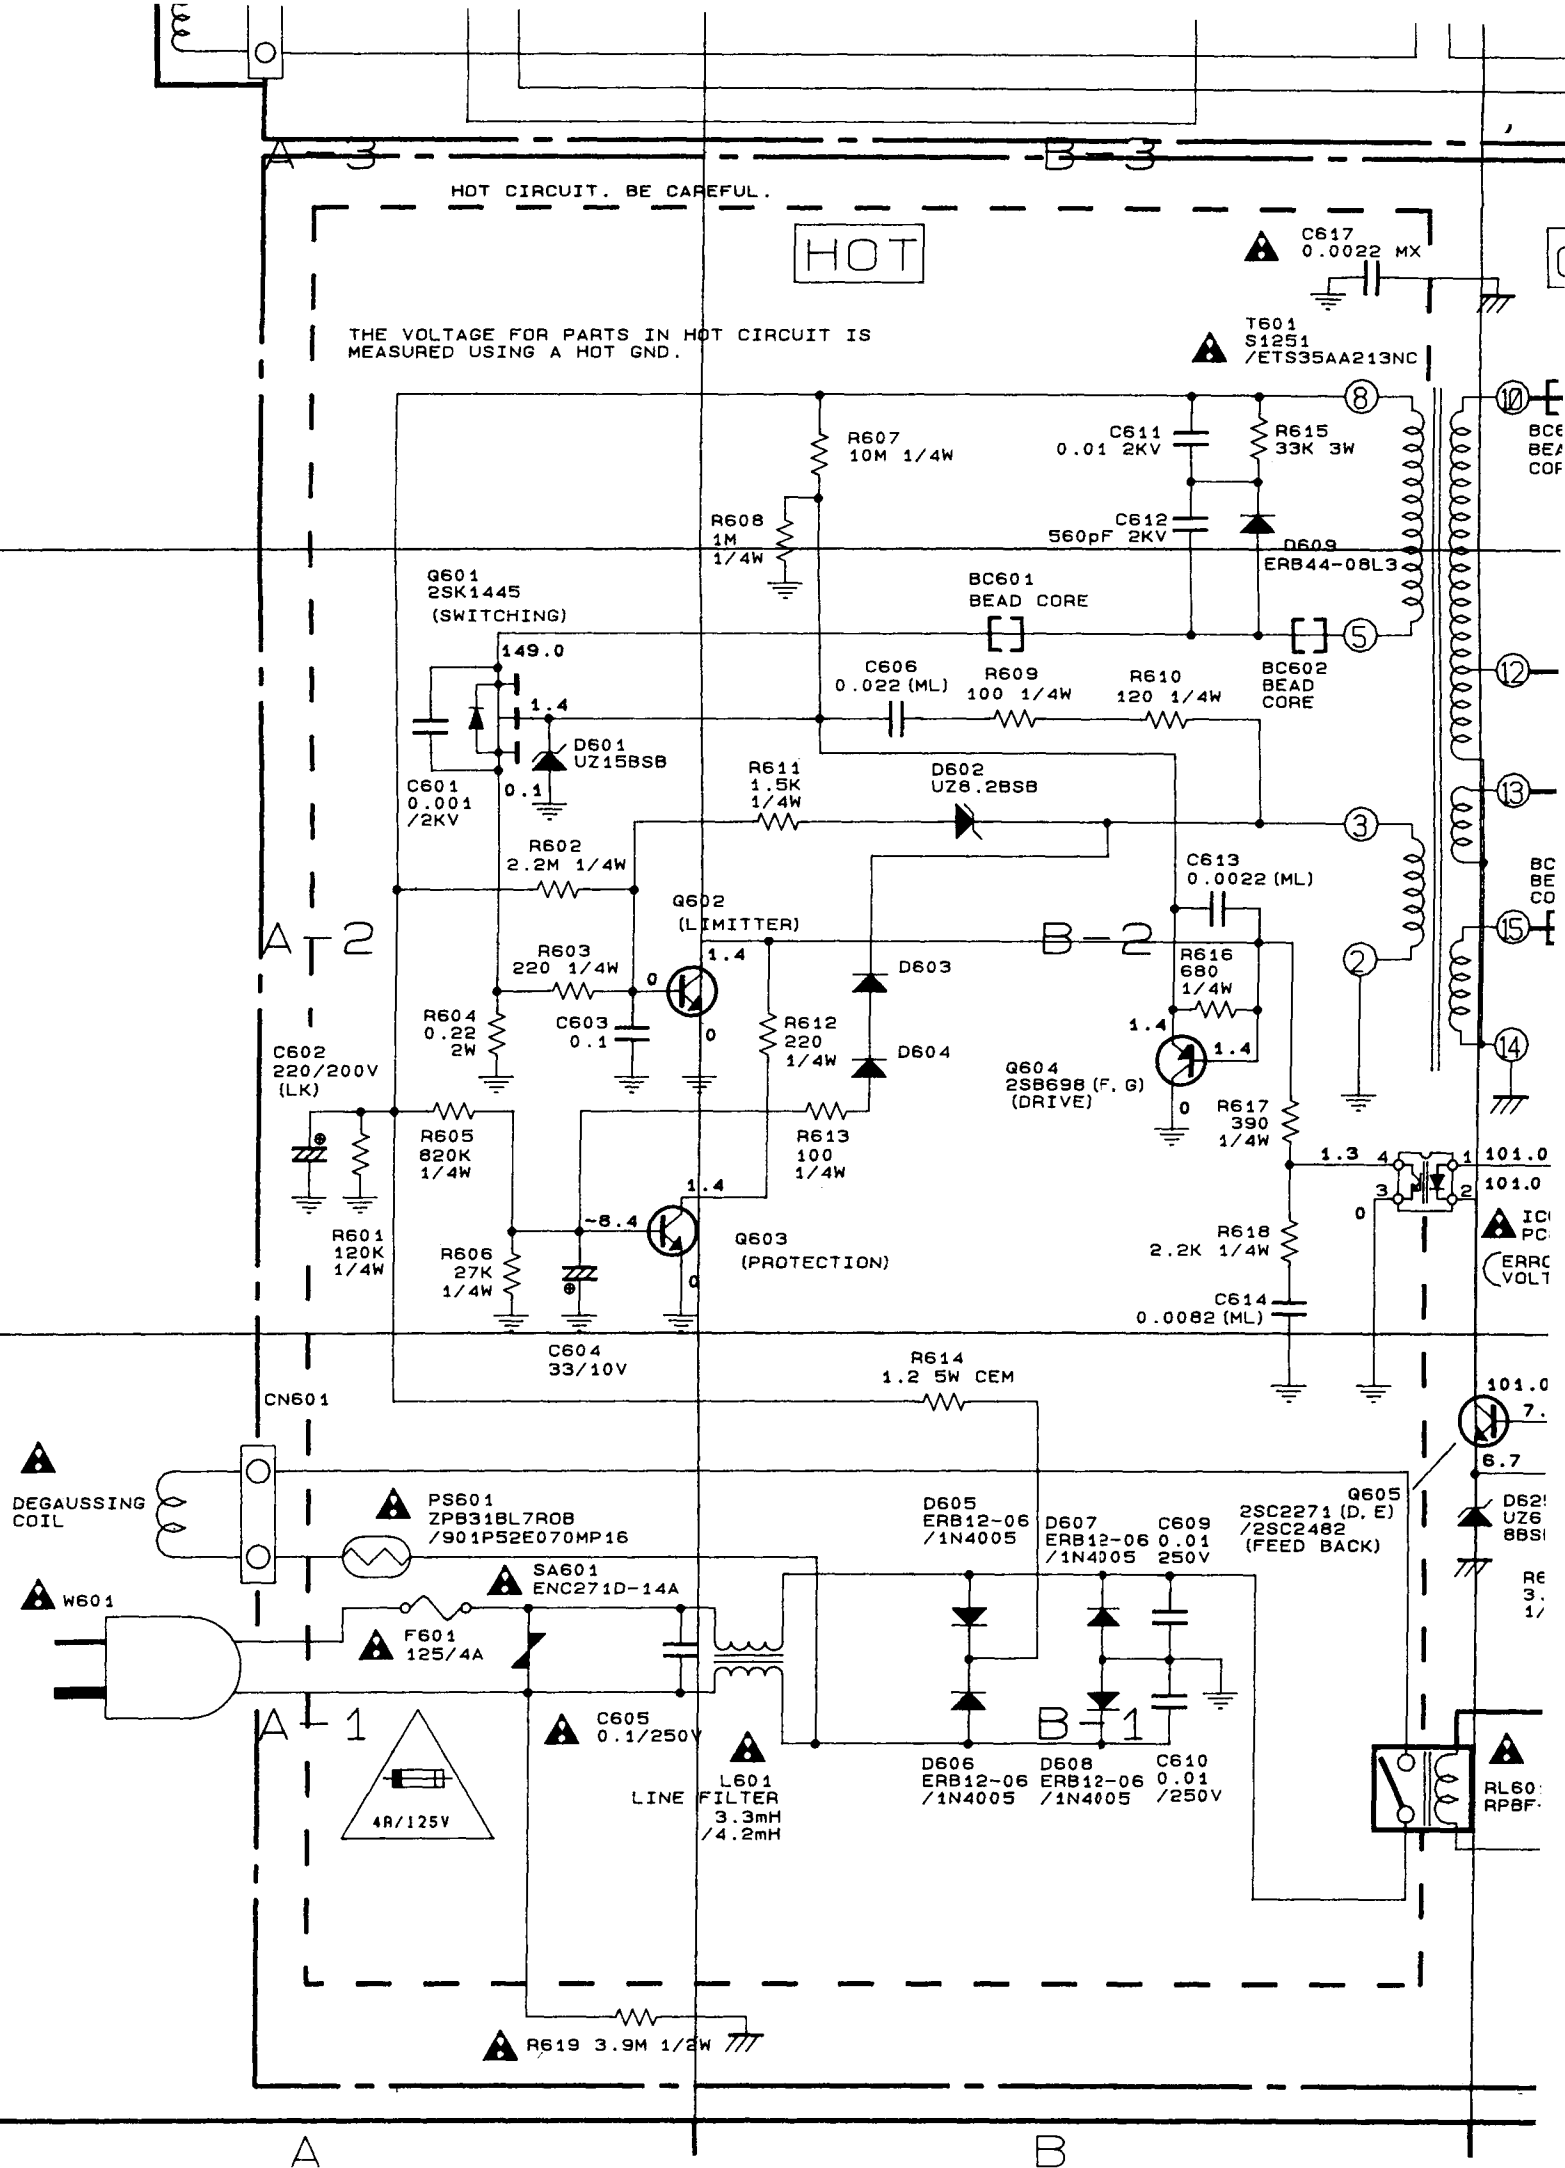 A-3
B-3
HOT CIRCUIT. BE CAREFUL.
HOT
C617
0.0022 MX
THE VOLTAGE FOR PARTS IN HOT CIRCUIT IS
MEASURED USING A HOT GND.
T601
S1251
/ETS35AA213NC
8
10
R607
10M 1/4W
C611
0.01 2KV
R615
33K 3W
R608
1M
1/4W
C612
560pF 2KV
D609
ERB44-08L3
Q601
2SK1445
(SWITCHING)
BC601
BEAD CORE
5
149.0
C606
0.022(ML)
R609
100 1/4W
R610
120 1/4W
BC602
BEAD
CORE
12
1.4
D601
UZ15BSB
C601
0.001
/2KV
0.1
R611
1.5K
1/4W
D602
UZ8.2BSB
13
3
R602
2.2M 1/4W
C613
0.0022(ML)
BC
BE
CO
Q602
(LIMITTER)
A-2
B-2
15
1.4
R603
220 1/4W
0
D603
R616
680
1/4W
2
R604
0.22
2W
C603
0.1
0
R612
220
1/4W
D604
1.4
1.4
14
C602
220/200V
(LK)
Q604
2SB698(F,G)
(DRIVE)
0
R605
820K
1/4W
R613
100
1/4W
R617
390
1/4W
1.3
4
1
101.0
3
2
101.0
0
1.4
-8.4
R601
120K
1/4W
R606
27K
1/4W
Q603
(PROTECTION)
0
R618
2.2K 1/4W
C614
0.0082(ML)
C604
33/10V
R614
1.2 5W CEM
CN601
101.0
7.
6.7
DEGAUSSING
COIL
PS601
ZPB31BL7R0B
/901P52E070MP16
D605
ERB12-06
/1N4005
D607
ERB12-06
/1N4005
C609
0.01
250V
Q605
2SC2271(D,E)
/2SC2482
(FEED BACK)
W601
SA601
ENC271D-14A
F601
125/4A
A-1
B-1
C605
0.1/250V
4A/125V
L601
LINE FILTER
3.3mH
/4.2mH
D606
ERB12-06
/1N4005
D608
ERB12-06
/1N4005
C610
0.01
/250V
R619 3.9M 1/2W
A
B